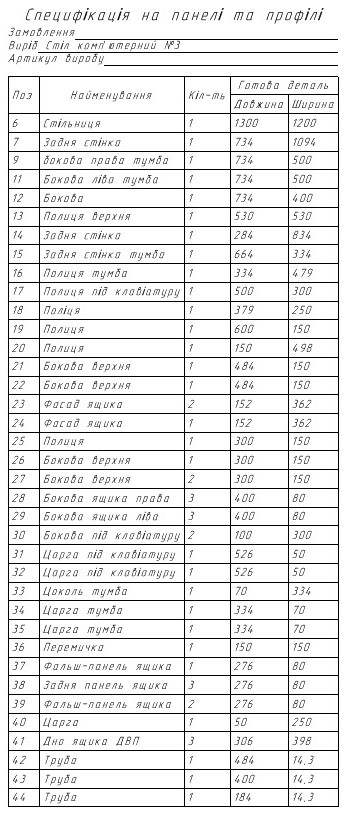 Специфікація на панелі та профілі
Замовлення
Виріб Стіл комп'ютерний №3
Артикул виробу
Поз Найменування Кіл-ть Готова деталь
Довжина Ширина
6 Стільниця 1 1300 1200
7 Задня стінка 1 734 1094
9 бокова права тумба 1 734 500
11 Бокова ліва тумба 1 734 500
12 Бокова 1 734 400
13 Полиця верхня 1 530 530
14 Задня стінка 1 284 834
15 Задня стінка тумба 1 664 334
16 Полиця тумба 1 334 479
17 Полиця під клавіатуру 1 500 300
18 Поліця 1 379 250
19 Полиця 1 600 150
20 Полиця 1 150 498
21 Бокова верхня 1 484 150
22 Бокова верхня 1 484 150
23 Фасад ящика 2 152 362
24 Фасад ящика 1 152 362
25 Полиця 1 300 150
26 Бокова верхня 1 300 150
27 Бокова верхня 2 300 150
28 Бокова ящика права 3 400 80
29 Бокова ящика ліва 3 400 80
30 Бокова під клавіатуру 2 100 300
31 Царга під клавіатуру 1 526 50
32 Царга під клавіатуру 1 526 50
33 Цоколь тумба 1 70 334
34 Царга тумба 1 334 70
35 Царга тумба 1 334 70
36 Перемичка 1 150 150
37 Фальш-панель ящика 1 276 80
38 Задня панель ящика 3 276 80
39 Фальш-панель ящика 2 276 80
40 Царга 1 50 250
41 Дно ящика ДВП 3 306 398
42 Труба 1 484 14.3
43 Труба 1 400 14.3
44 Труба 1 184 14.3